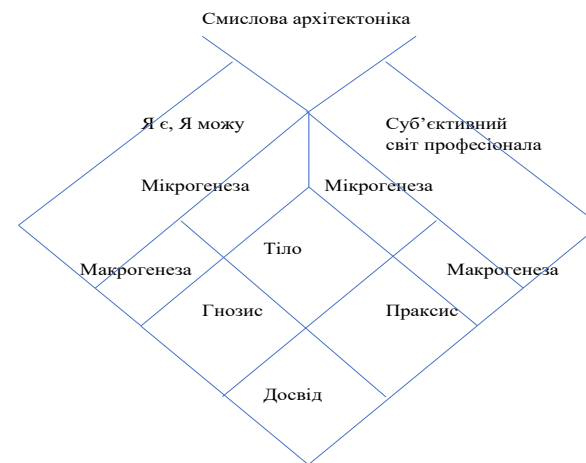 Смислова архітектоніка
Я є, Я можу
Суб’єктивний
світ професіонала
Мікрогенеза
Мікрогенеза
Тіло
Макрогенеза
Макрогенеза
Гнозис
Праксис
Досвід